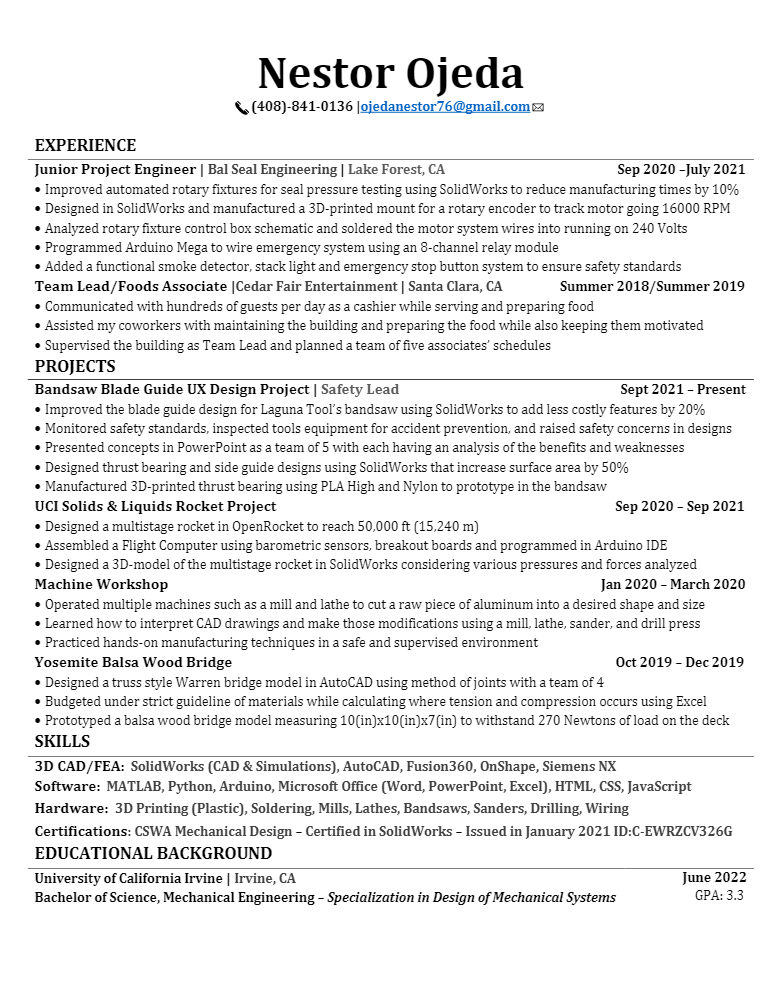 Nestor Ojeda
(408)-841-0136 |ojedanestor76@gmail.com
EXPERIENCE
Junior Project Engineer | Bal Seal Engineering | Lake Forest, CA Sep 2020 –July 2021
• Improved automated rotary fixtures for seal pressure testing using SolidWorks to reduce manufacturing times by 10%
• Designed in SolidWorks and manufactured a 3D-printed mount for a rotary encoder to track motor going 16000 RPM
• Analyzed rotary fixture control box schematic and soldered the motor system wires into running on 240 Volts
• Programmed Arduino Mega to wire emergency system using an 8-channel relay module
• Added a functional smoke detector, stack light and emergency stop button system to ensure safety standards
Team Lead/Foods Associate |Cedar Fair Entertainment | Santa Clara, CA Summer 2018/Summer 2019
• Communicated with hundreds of guests per day as a cashier while serving and preparing food
• Assisted my coworkers with maintaining the building and preparing the food while also keeping them motivated
• Supervised the building as Team Lead and planned a team of five associates’ schedules
PROJECTS
Bandsaw Blade Guide UX Design Project | Safety Lead Sept 2021 – Present
• Improved the blade guide design for Laguna Tool’s bandsaw using SolidWorks to add less costly features by 20%
• Monitored safety standards, inspected tools equipment for accident prevention, and raised safety concerns in designs
• Presented concepts in PowerPoint as a team of 5 with each having an analysis of the benefits and weaknesses
• Designed thrust bearing and side guide designs using SolidWorks that increase surface area by 50%
• Manufactured 3D-printed thrust bearing using PLA High and Nylon to prototype in the bandsaw
UCI Solids & Liquids Rocket Project Sep 2020 – Sep 2021
• Designed a multistage rocket in OpenRocket to reach 50,000 ft (15,240 m)
• Assembled a Flight Computer using barometric sensors, breakout boards and programmed in Arduino IDE
• Designed a 3D-model of the multistage rocket in SolidWorks considering various pressures and forces analyzed
Machine Workshop Jan 2020 – March 2020
• Operated multiple machines such as a mill and lathe to cut a raw piece of aluminum into a desired shape and size
• Learned how to interpret CAD drawings and make those modifications using a mill, lathe, sander, and drill press
• Practiced hands-on manufacturing techniques in a safe and supervised environment
Yosemite Balsa Wood Bridge Oct 2019 – Dec 2019
• Designed a truss style Warren bridge model in AutoCAD using method of joints with a team of 4
• Budgeted under strict guideline of materials while calculating where tension and compression occurs using Excel
• Prototyped a balsa wood bridge model measuring 10(in)x10(in)x7(in) to withstand 270 Newtons of load on the deck
SKILLS
3D CAD/FEA: SolidWorks (CAD & Simulations), AutoCAD, Fusion360, OnShape, Siemens NX
Software: MATLAB, Python, Arduino, Microsoft Office (Word, PowerPoint, Excel), HTML, CSS, JavaScript
Hardware: 3D Printing (Plastic), Soldering, Mills, Lathes, Bandsaws, Sanders, Drilling, Wiring
Certifications: CSWA Mechanical Design – Certified in SolidWorks – Issued in January 2021 ID:C-EWRZCV326G
EDUCATIONAL BACKGROUND
University of California Irvine | Irvine, CA June 2022
Bachelor of Science, Mechanical Engineering – Specialization in Design of Mechanical Systems GPA: 3.3